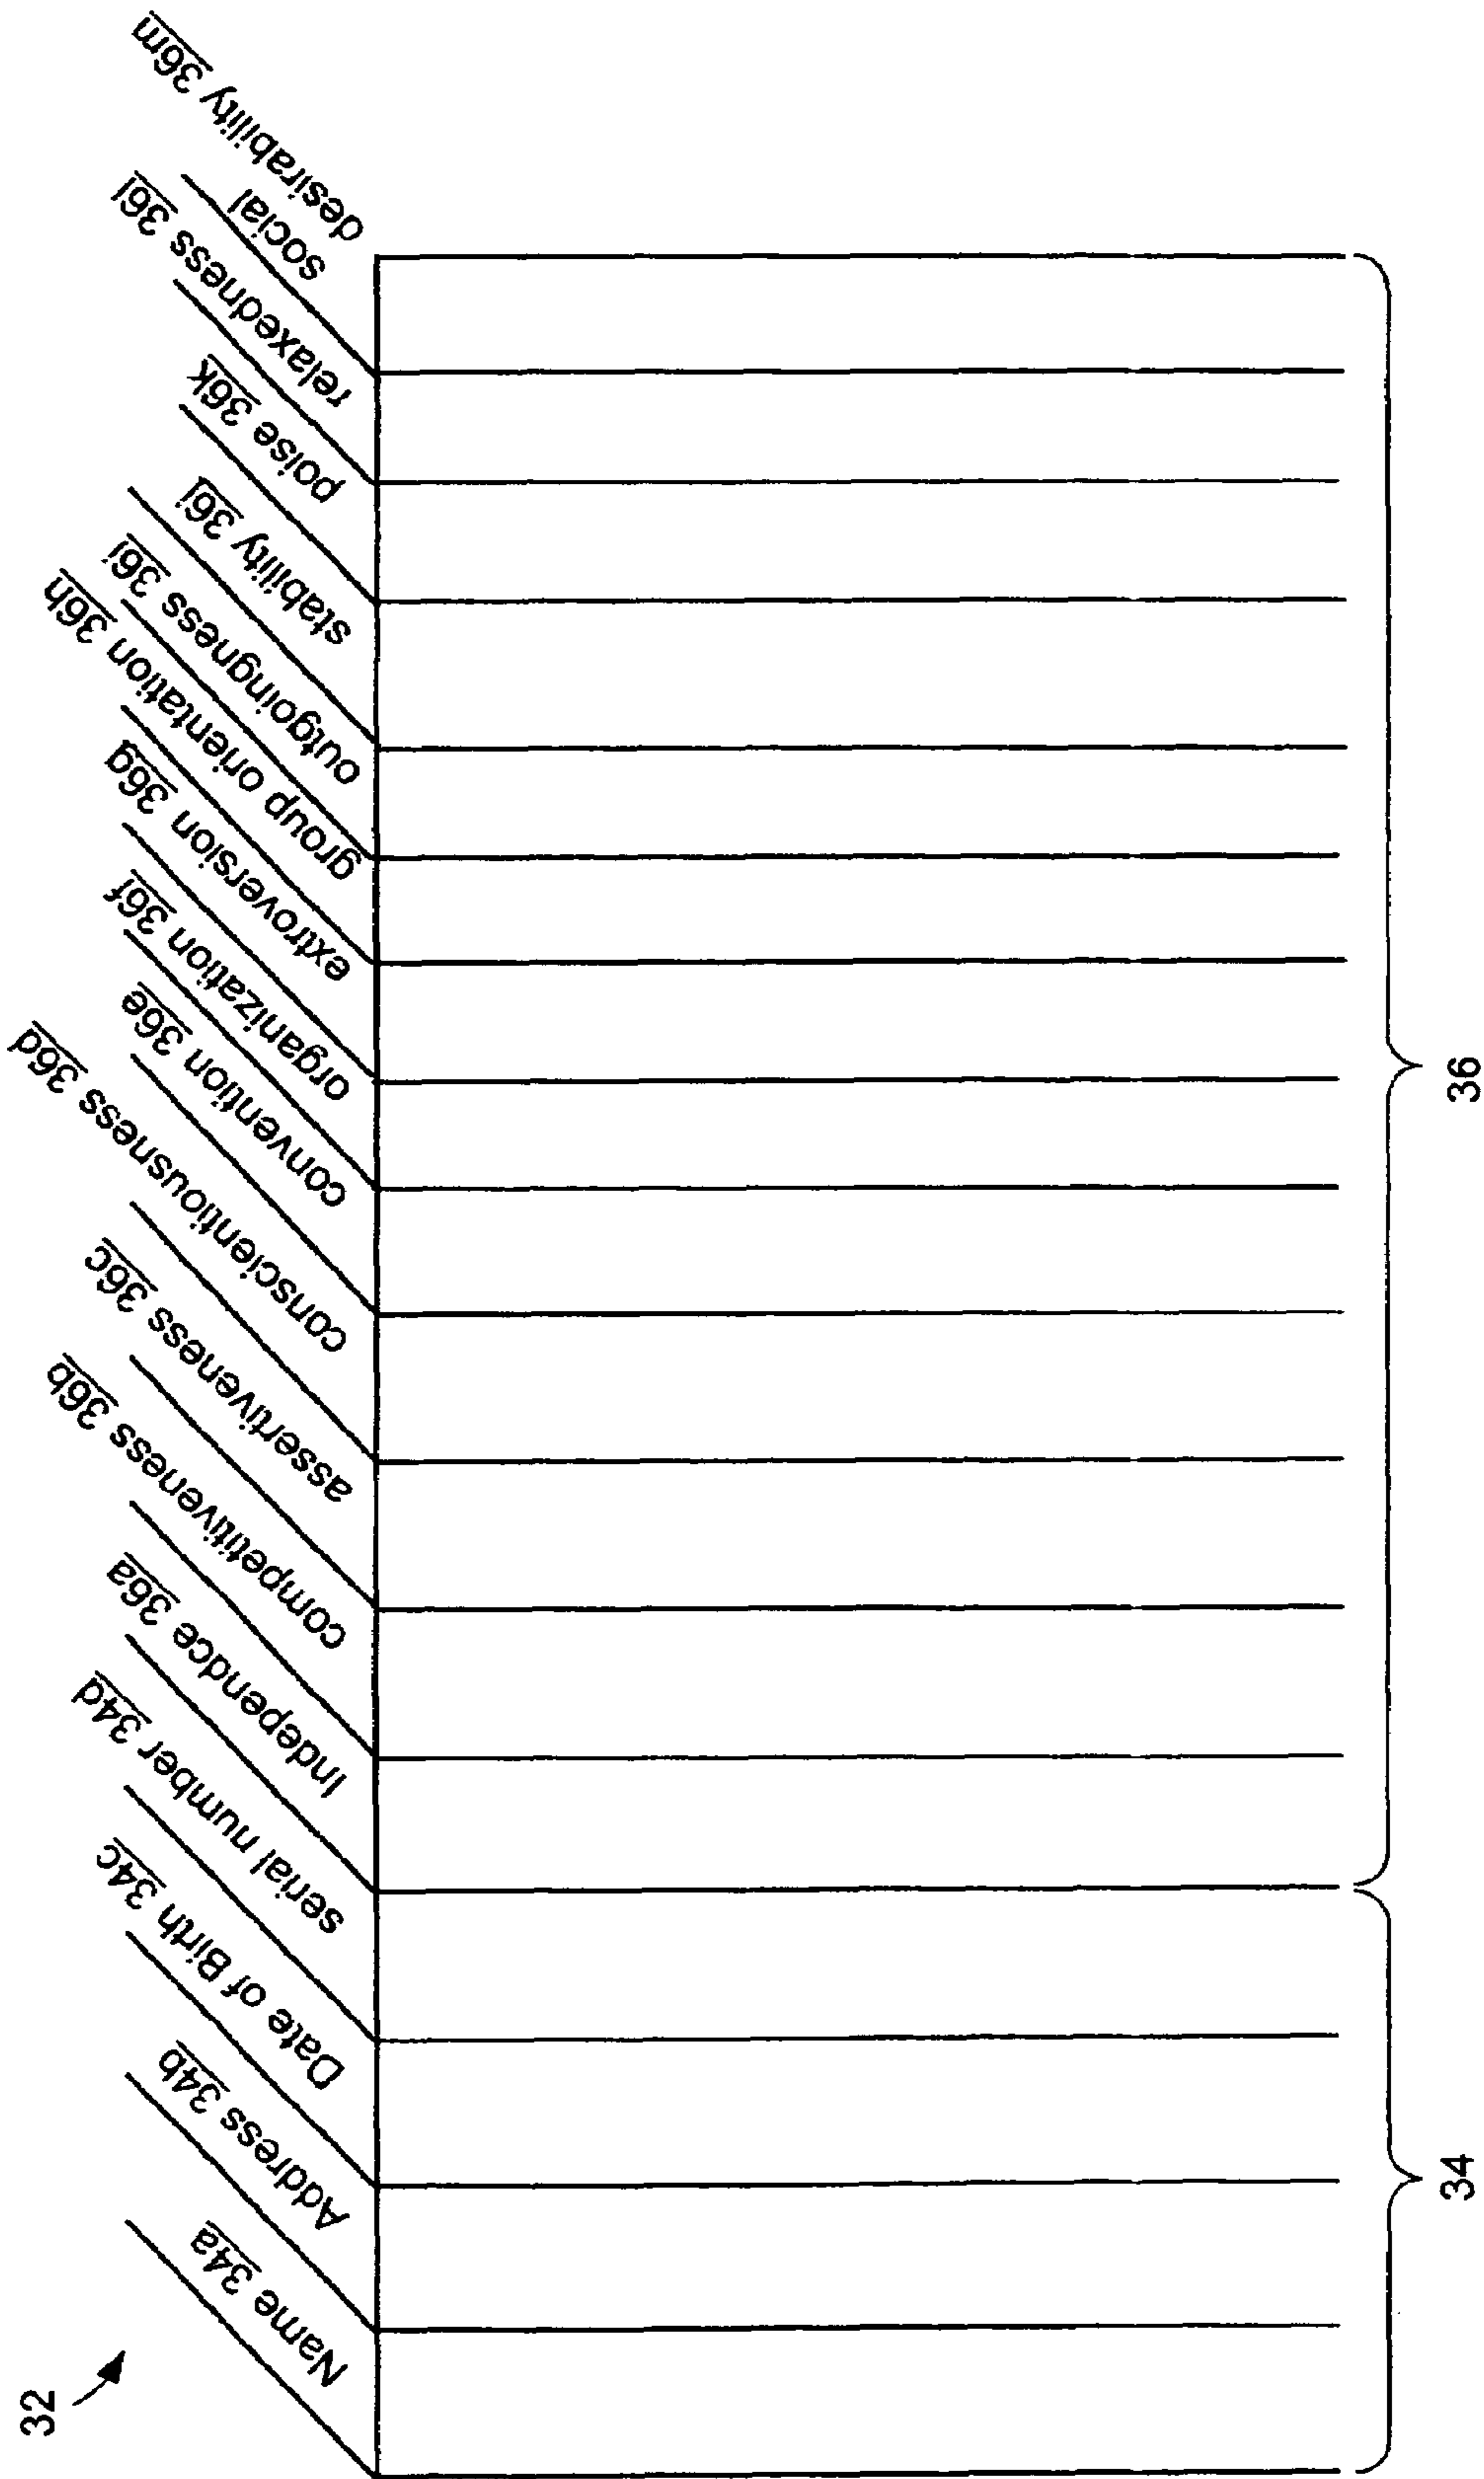 32
Name 34a
Address 34b
Date of Birth 34c
serial number 34d
Independce 36a
competitiveness 36b
assertiveness 36c
conscientiousness 36d
convention 36e
organization 36f
extroversion 36g
group orientation 36h
outgoingness 36i
stability 36j
poise 36k
relaxedness 36l
social
desirability 36m
34
36